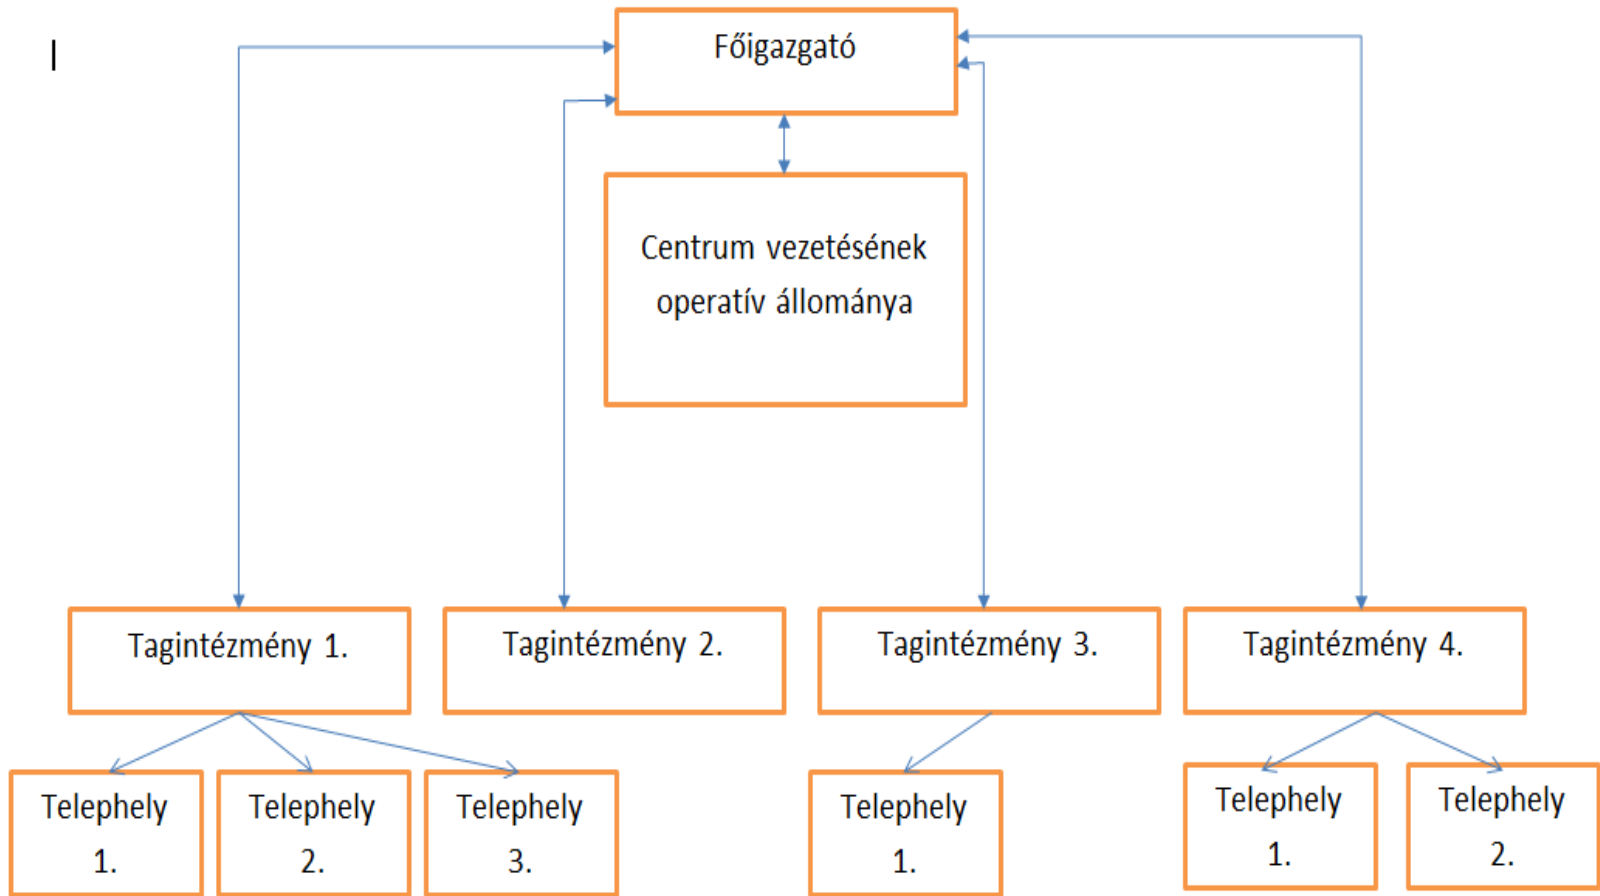 Főigazgató
Centrum vezetésének
operatív állománya
Tagintézmény 1.
Tagintézmény 2.
Tagintézmény 3.
Tagintézmény 4.
Telephely
1.
Telephely
2.
Telephely
3.
Telephely
1.
Telephely
1.
Telephely
2.